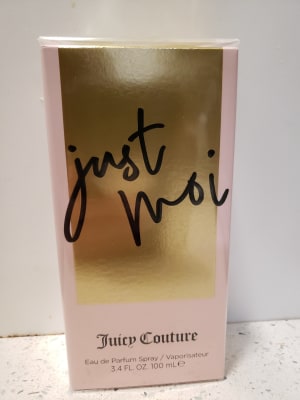 just
moi
Juicy Couture
Eau de Parfum Spray / Vaporisateur
3.4 FL. OZ. 100 mL e